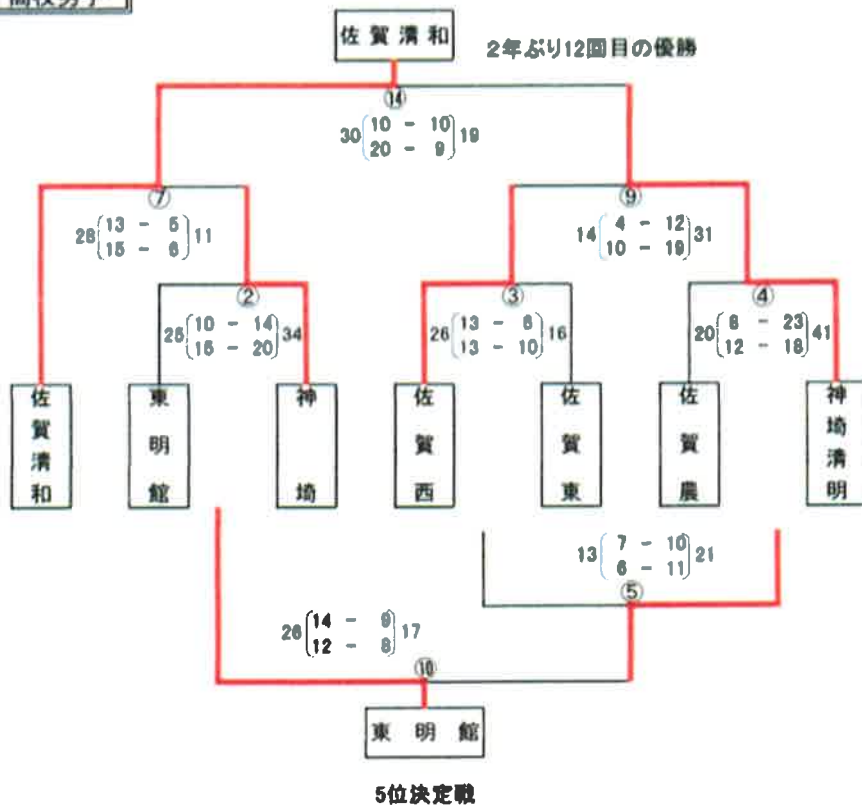 佐賀清和
2年ぶり12回目の優勝
⑭
30 10 - 10 19
20 - 9
⑦
28 13 - 5 11
15 - 6
⑨
14 4 - 12 31
10 - 19
②
25 10 - 14 34
15 - 20
③
26 13 - 6 16
13 - 10
④
20 8 - 23 41
12 - 18
佐賀清和
東明館
神埼
佐賀西
佐賀東
佐賀農
神埼清明
13 7 - 10 21
6 - 11
⑤
26 14 - 9 17
12 - 8
⑩
東明館
5位決定戦